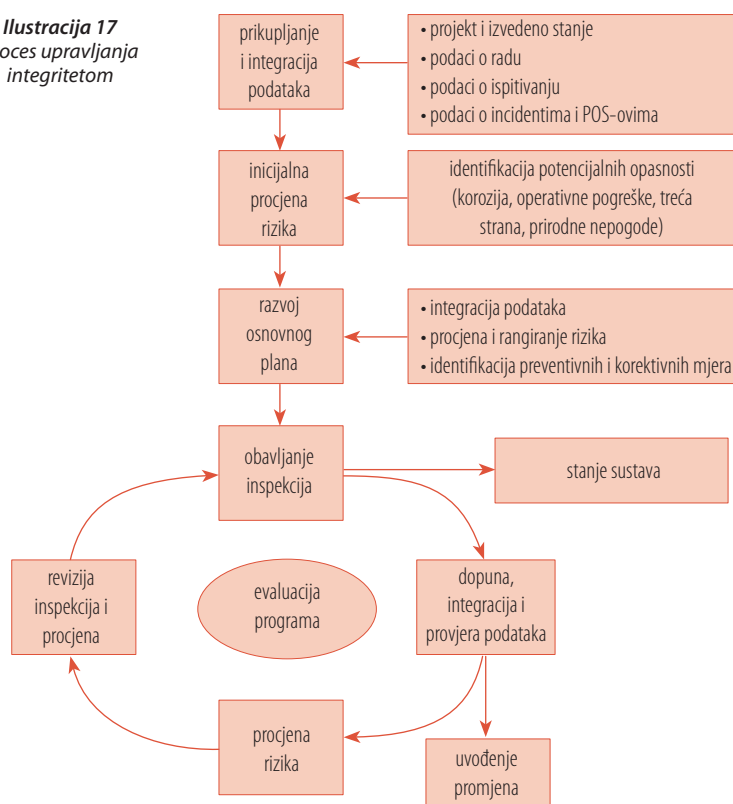 Ilustracija 17
oces upravljanja
integritetom
prikupljanje
i integracija
podataka
• projekt i izvedeno stanje
• podaci o radu
• podaci o ispitivanju
• podaci o incidentima i POS-ovima
inicijalna
procjena
rizika
identifikacija potencijalnih opasnosti
(korozija, operativne pogreške, treća
strana, prirodne nepogode)
razvoj
osnovnog
plana
• integracija podataka
• procjena i rangiranje rizika
• identifikacija preventivnih i korektivnih mjera
obavljanje
inspekcija
stanje sustava
revizija
inspekcija i
procjena
evaluacija
programa
dopuna,
integracija i
provjera podataka
procjena
rizika
uvođenje
promjena